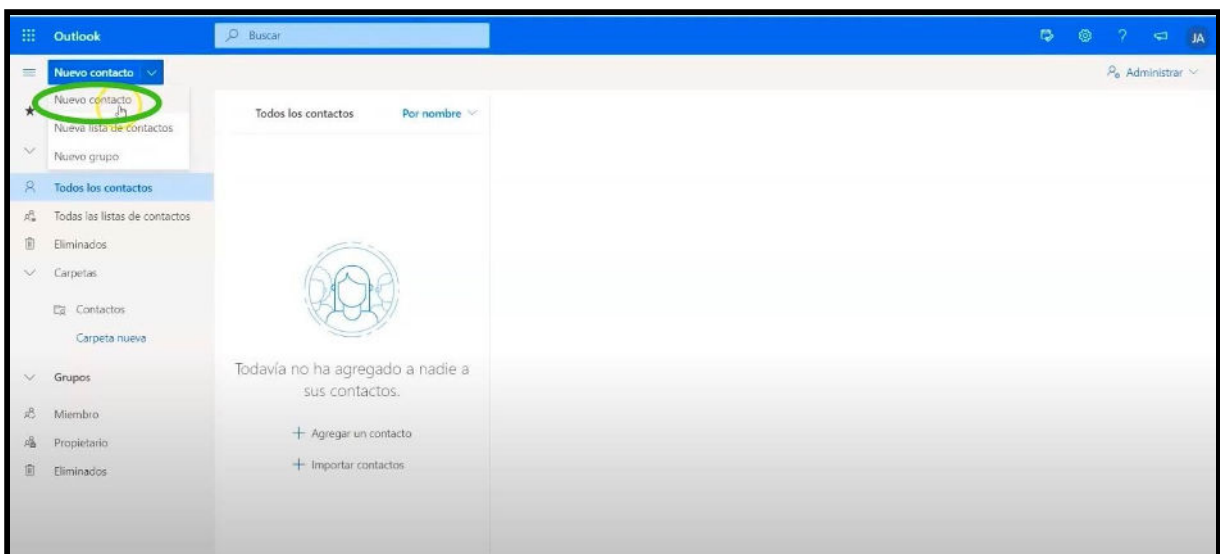 Outlook
Buscar
JA
Nuevo contacto
Administrar
Nuevo contacto
Nueva lista de contactos
Nuevo grupo
Todos los contactos
Por nombre
Todos los contactos
Todas las listas de contactos
Eliminados
Carpetas
Contactos
Carpeta nueva
Grupos
Miembro
Propietario
Eliminados
Todavía no ha agregado a nadie a
sus contactos.
+ Agregar un contacto
+ Importar contactos